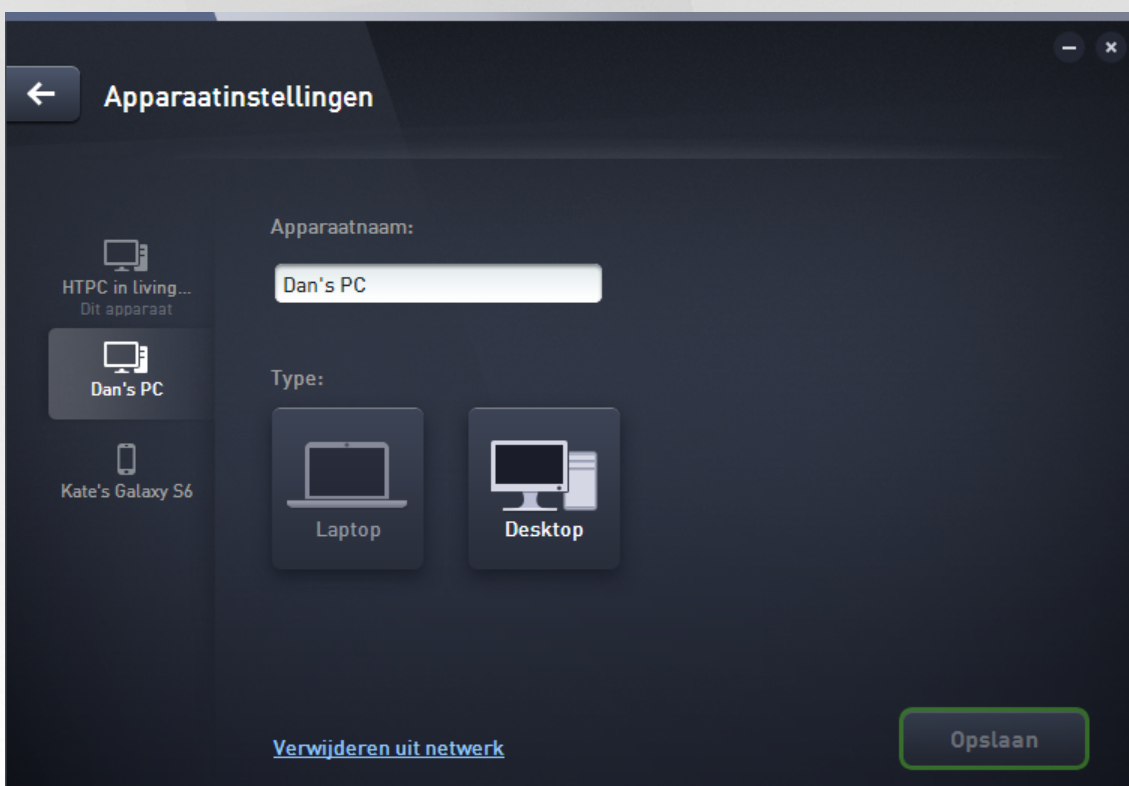 Apparaatinstellingen
HTPC in living...
Dit apparaat
Dan's PC
Kate's Galaxy S6
Apparaatnaam:
Dan's PC
Type:
Laptop
Desktop
Verwijderen uit netwerk
Opslaan